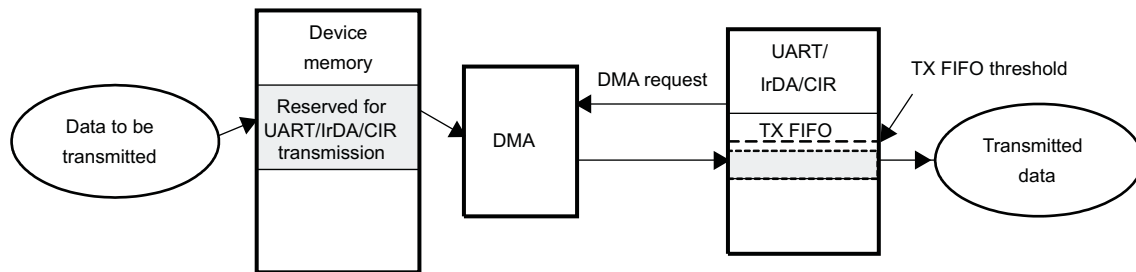 Data to be
transmitted
Device
memory
Reserved for
UART/IrDA/CIR
transmission
DMA
DMA request
UART/
IrDA/CIR
TX FIFO
TX FIFO threshold
Transmitted
data